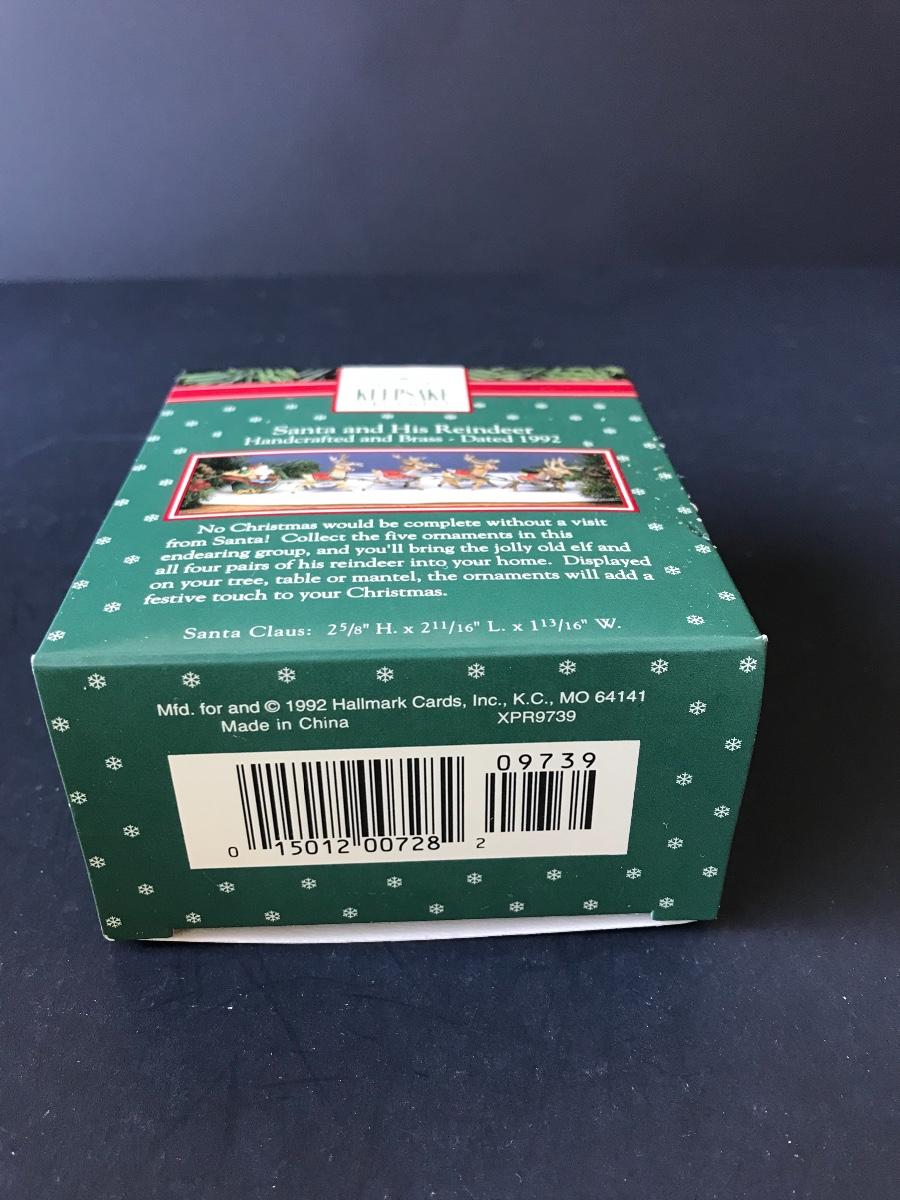 KEEPSAKE
Santa and His Reindeer
Handcrafted and Brass - Dated 1992
No Christmas would be complete without a visit
from Santa! Collect the five ornaments in this
endearing group, and you'll bring the jolly old elf and
all four pairs of his reindeer into your home. Displayed
on your tree, table or mantel, the ornaments will add a
festive touch to your Christmas.
Santa Claus: 2 5/8" H. x 2 11/16" L. x 1 13/16" W.
Mfd. for and © 1992 Hallmark Cards, Inc., K.C., MO 64141
Made in China XPR9739
09739
0 15012 00728 2